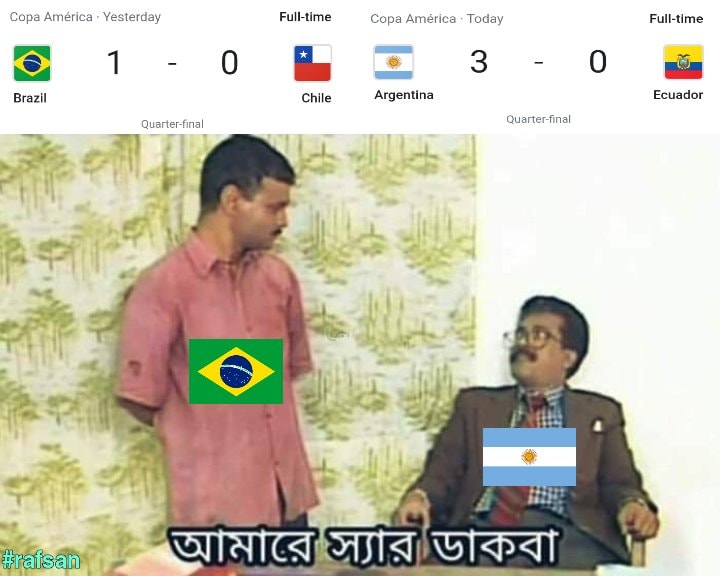 Copa América · Yesterday Full-time
1 - 0
Brazil Chile
Quarter-final
Copa América · Today Full-time
3 - 0
Argentina Ecuador
Quarter-final
আমারে স্যার ডাকবা
#rafsan